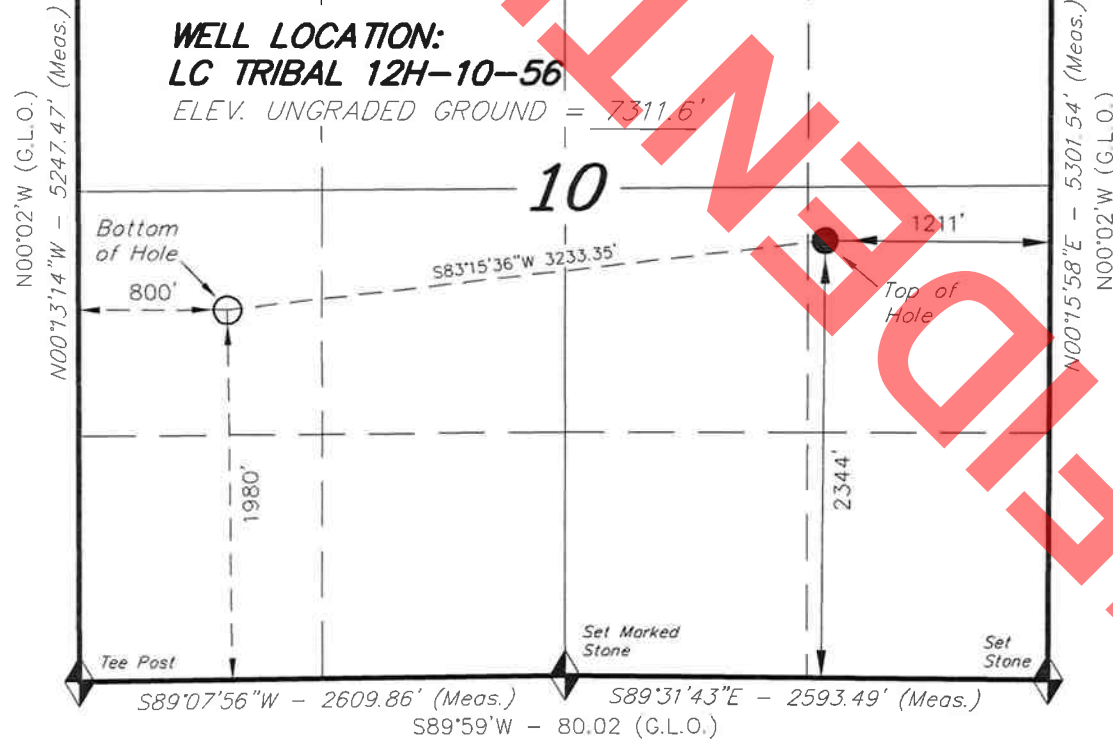 WELL LOCATION:
LC TRIBAL 12H-10-56
ELEV. UNGRADED GROUND = 7311.6'
N00°02'W (G.L.O.)
N00°13'14"W - 5247.47' (Meas.)
N00°15'58"E - 5301.54' (Meas.)
N00°02'W (G.L.O.)
10
Bottom
of Hole
800'
S83°15'36"W 3233.35'
1211'
Top of
Hole
1980'
2344'
Tee Post
Set Marked
Stone
Set
Stone
S89°07'56"W - 2609.86' (Meas.)
S89°31'43"E - 2593.49' (Meas.)
S89°59'W - 80.02 (G.L.O.)